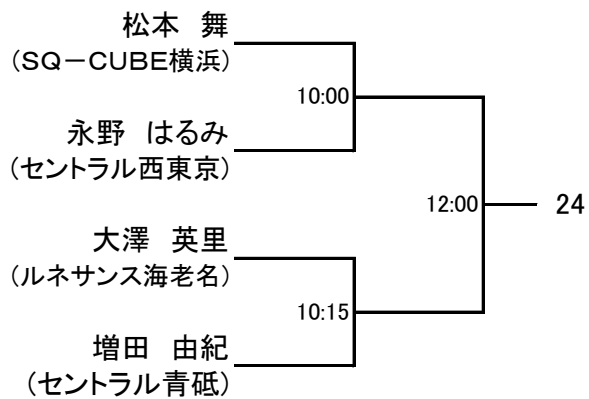 松本　舞
（SQ－CUBE横浜）
10:00
永野　はるみ
（セントラル西東京）
12:00
24
大澤　英里
（ルネサンス海老名）
10:15
増田　由紀
（セントラル青砥）